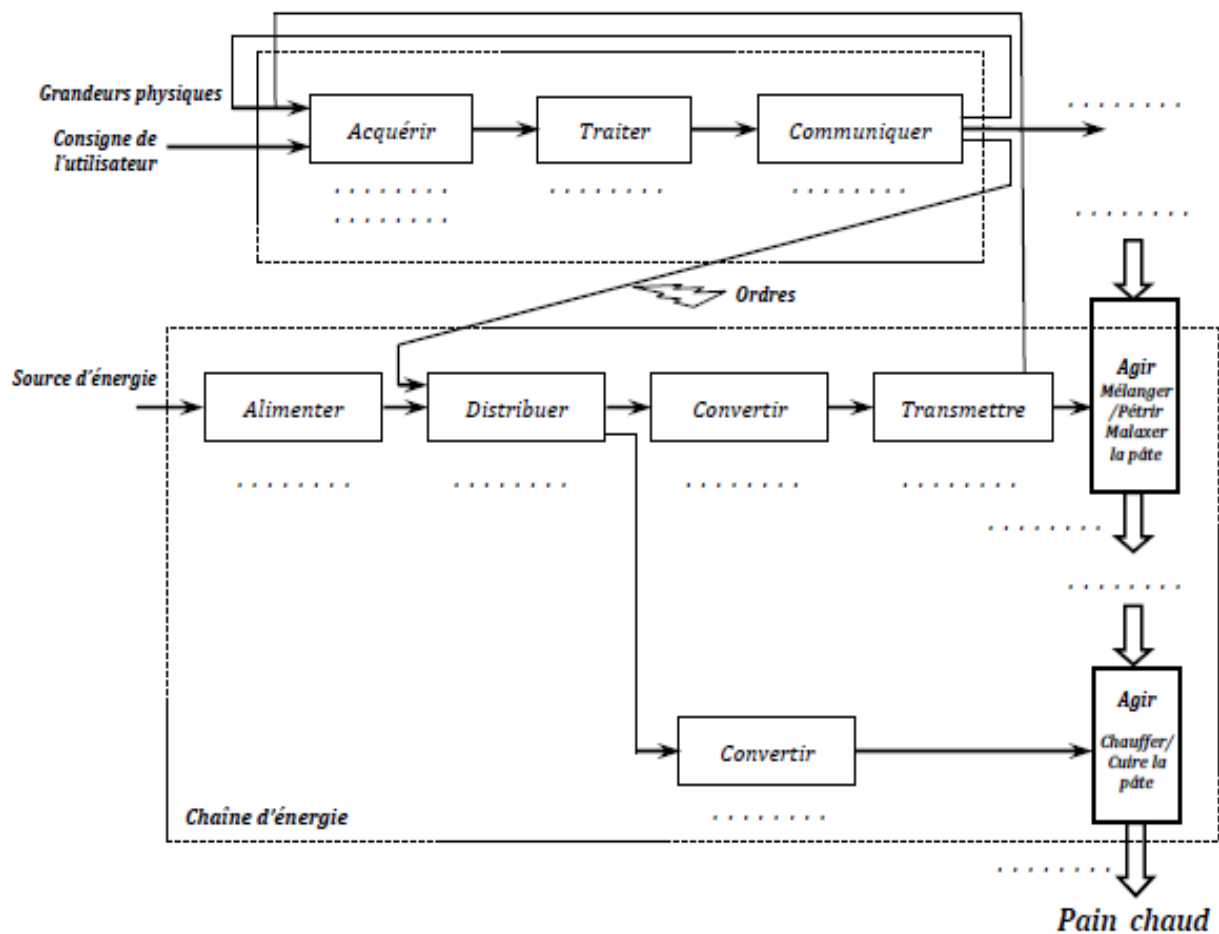 Grandeurs physiques
Consigne de
l'utilisateur
Acquérir
Traiter
Communiquer
. . . . . . . .
. . . . . . . .
. . . . . . . .
. . . . . . . .
. . . . . . . .
. . . . . . . .
Ordres
Source d'énergie
Alimenter
Distribuer
Convertir
Transmettre
Agir
Mélanger
/Pétrir
Malaxer
la pâte
. . . . . . . .
. . . . . . . .
. . . . . . . .
. . . . . . . .
. . . . . . . .
. . . . . . . .
Convertir
Agir
Chauffer/
Cuire la
pâte
. . . . . . . .
Chaîne d'énergie
. . . . . . . .
Pain chaud